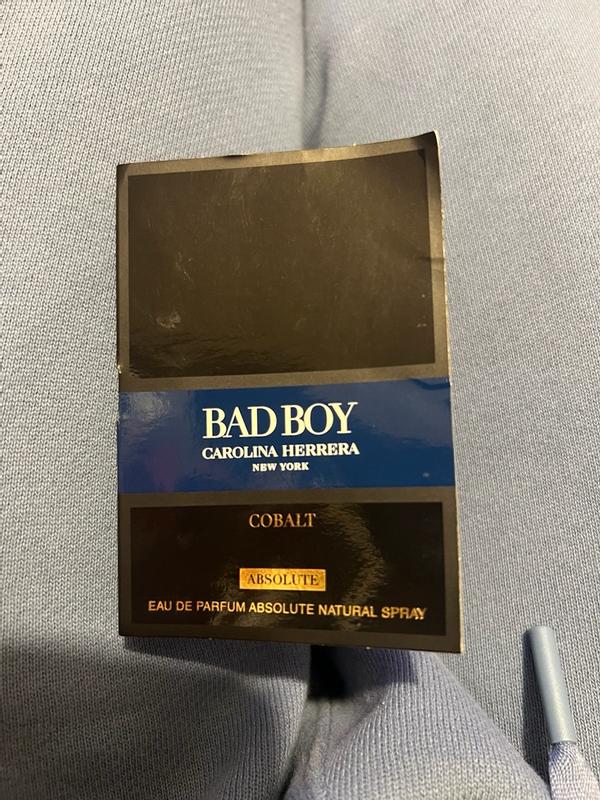 BAD BOY
CAROLINA HERRERA
NEW YORK
COBALT
ABSOLUTE
EAU DE PARFUM ABSOLUTE NATURAL SPRAY